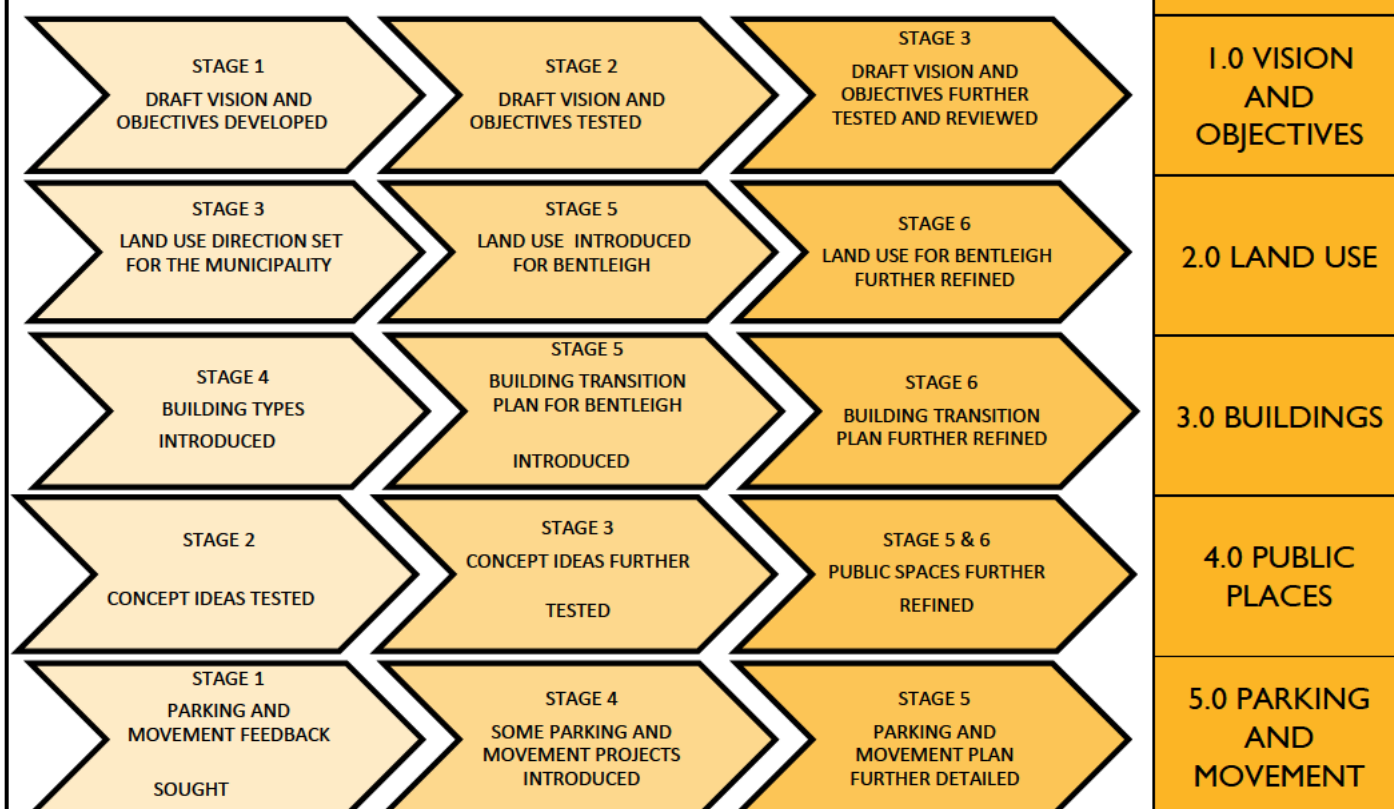 STAGE 1
DRAFT VISION AND
OBJECTIVES DEVELOPED
STAGE 2
DRAFT VISION AND
OBJECTIVES TESTED
STAGE 3
DRAFT VISION AND
OBJECTIVES FURTHER
TESTED AND REVIEWED
1.0 VISION
AND
OBJECTIVES
STAGE 3
LAND USE DIRECTION SET
FOR THE MUNICIPALITY
STAGE 5
LAND USE INTRODUCED
FOR BENTLEIGH
STAGE 6
LAND USE FOR BENTLEIGH
FURTHER REFINED
2.0 LAND USE
STAGE 4
BUILDING TYPES
INTRODUCED
STAGE 5
BUILDING TRANSITION
PLAN FOR BENTLEIGH
INTRODUCED
STAGE 6
BUILDING TRANSITION
PLAN FURTHER REFINED
3.0 BUILDINGS
STAGE 2
CONCEPT IDEAS TESTED
STAGE 3
CONCEPT IDEAS FURTHER
TESTED
STAGE 5 & 6
PUBLIC SPACES FURTHER
REFINED
4.0 PUBLIC
PLACES
STAGE 1
PARKING AND
MOVEMENT FEEDBACK
SOUGHT
STAGE 4
SOME PARKING AND
MOVEMENT PROJECTS
INTRODUCED
STAGE 5
PARKING AND
MOVEMENT PLAN
FURTHER DETAILED
5.0 PARKING
AND
MOVEMENT